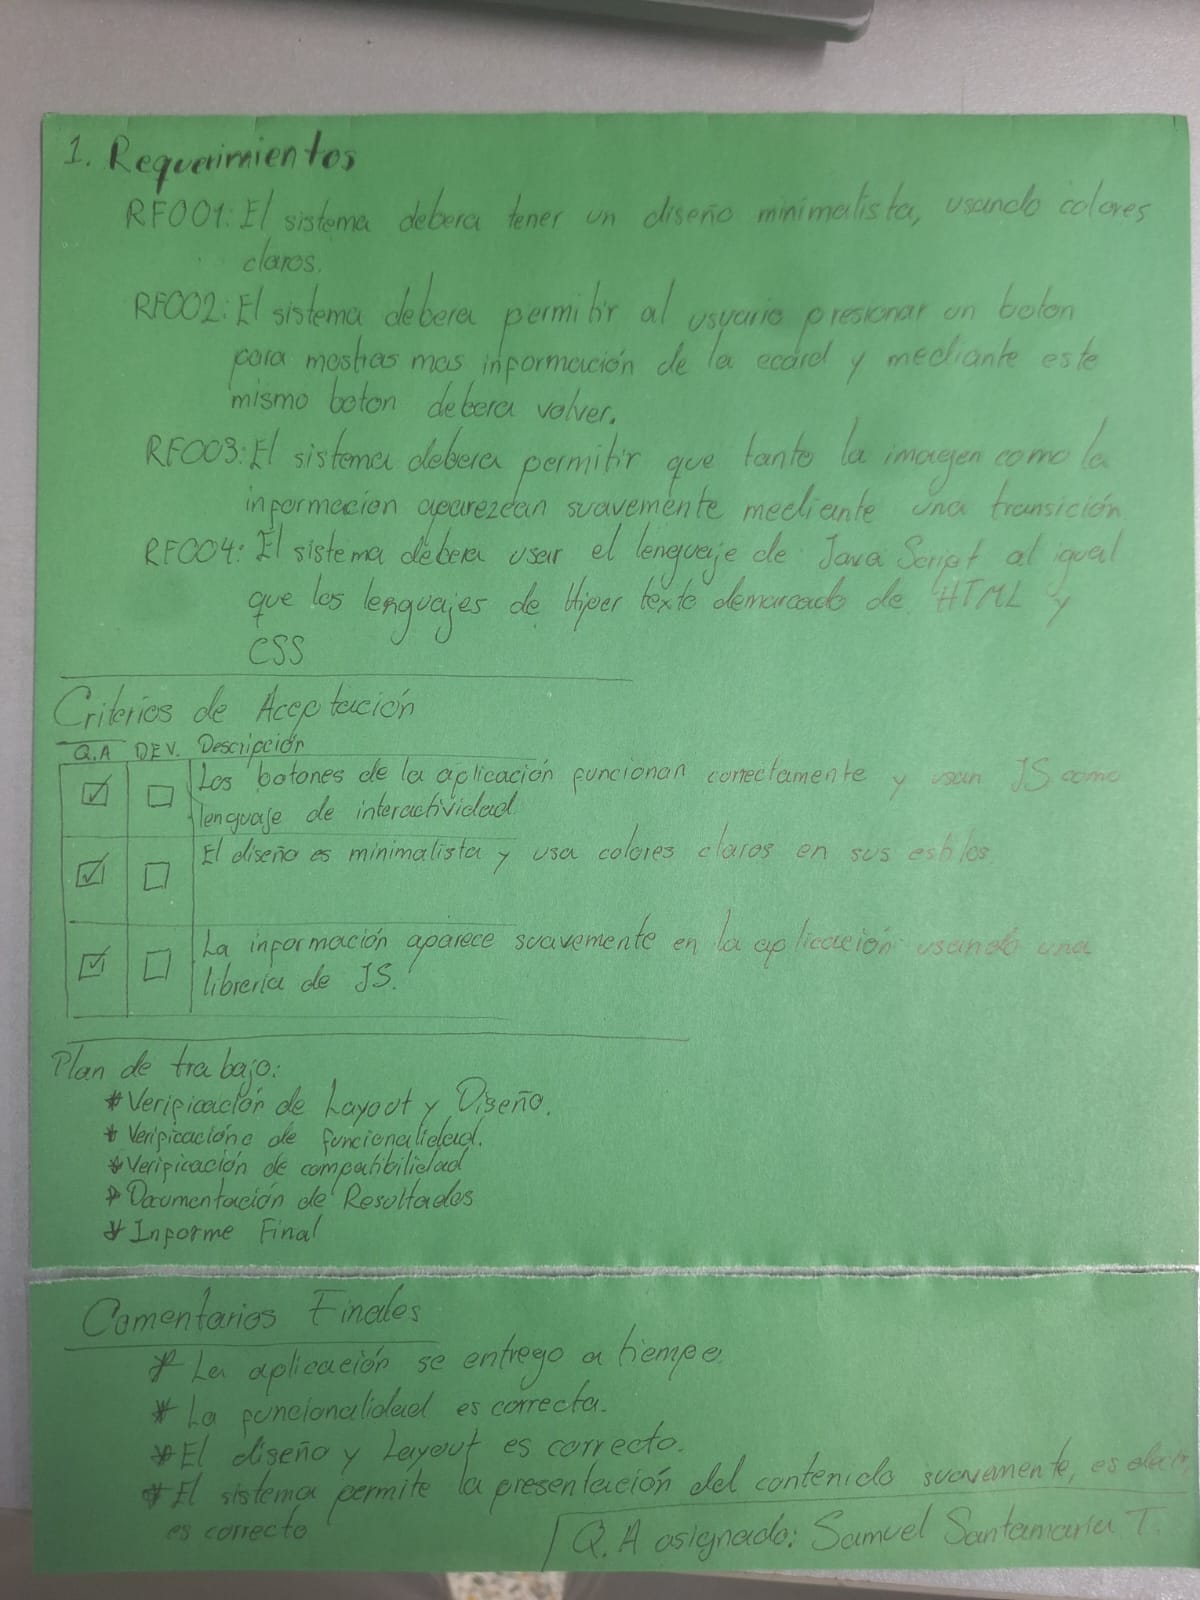 1. Requerimientos
RF001: El sistema debera tener un diseño minimalista, usando colores
claros.
RF002: El sistema debera permitir al usuario presionar un boton
para mostras mas información de la ecard y mediante este
mismo boton debera volver.
RF003: El sistema debera permitir que tanto la imagen como la
informacion aparezcan suavemente mediante una transición
RF004: El sistema debera usar el lenguaje de Java Script al igual
que los lenguajes de Hiper texto demarcado de HTML y
CSS
Criterios de Aceptación
Q.A DEV. Descripción
Los botones de la aplicación funcionan correctamente y usan JS como
lenguaje de interactividad.
El diseño es minimalista y usa colores claros en sus estilos.
La información aparece suavemente en la aplicación usando una
libreria de JS.
Plan de trabajo:
* Verificación de Layout y Diseño.
* Verificacióna de funcionalidad.
* Verificación de compatibilidad
* Documentación de Resultados
* Informe Final
Comentarios Finales
* La aplicación se entrego a tiempo.
* La funcionalidad es correcta.
* El diseño y Layout es correcto.
* El sistema permite la presentación del contenido suavemente, es decir,
es correcto
Q.A asignado: Samuel Santamaria T.